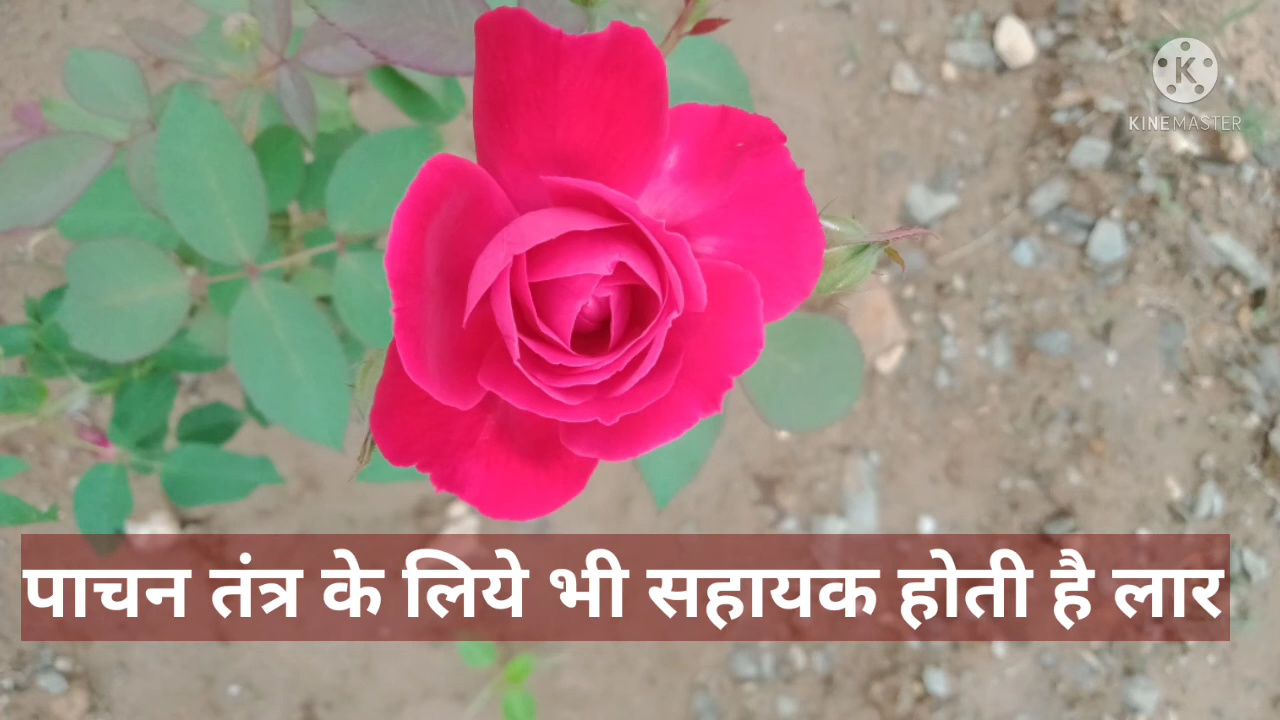 K
KINEMASTER
पाचन तंत्र के लिये भी सहायक होती है लार